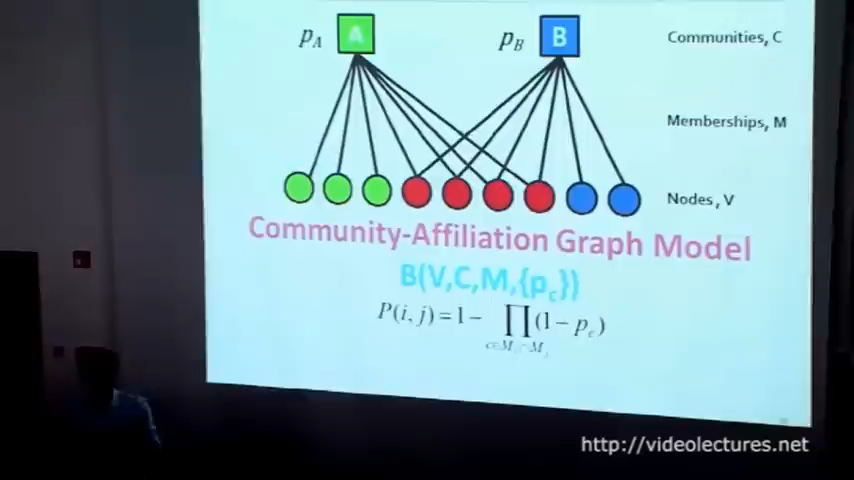 p_A A p_B B Communities, C
Memberships, M
Nodes, V
Community-Affiliation Graph Model
B(V,C,M,{p_c})
P(i, j) = 1 - ∏ (1 - p_c)
c∈M_i∩M_j
http://videolectures.net